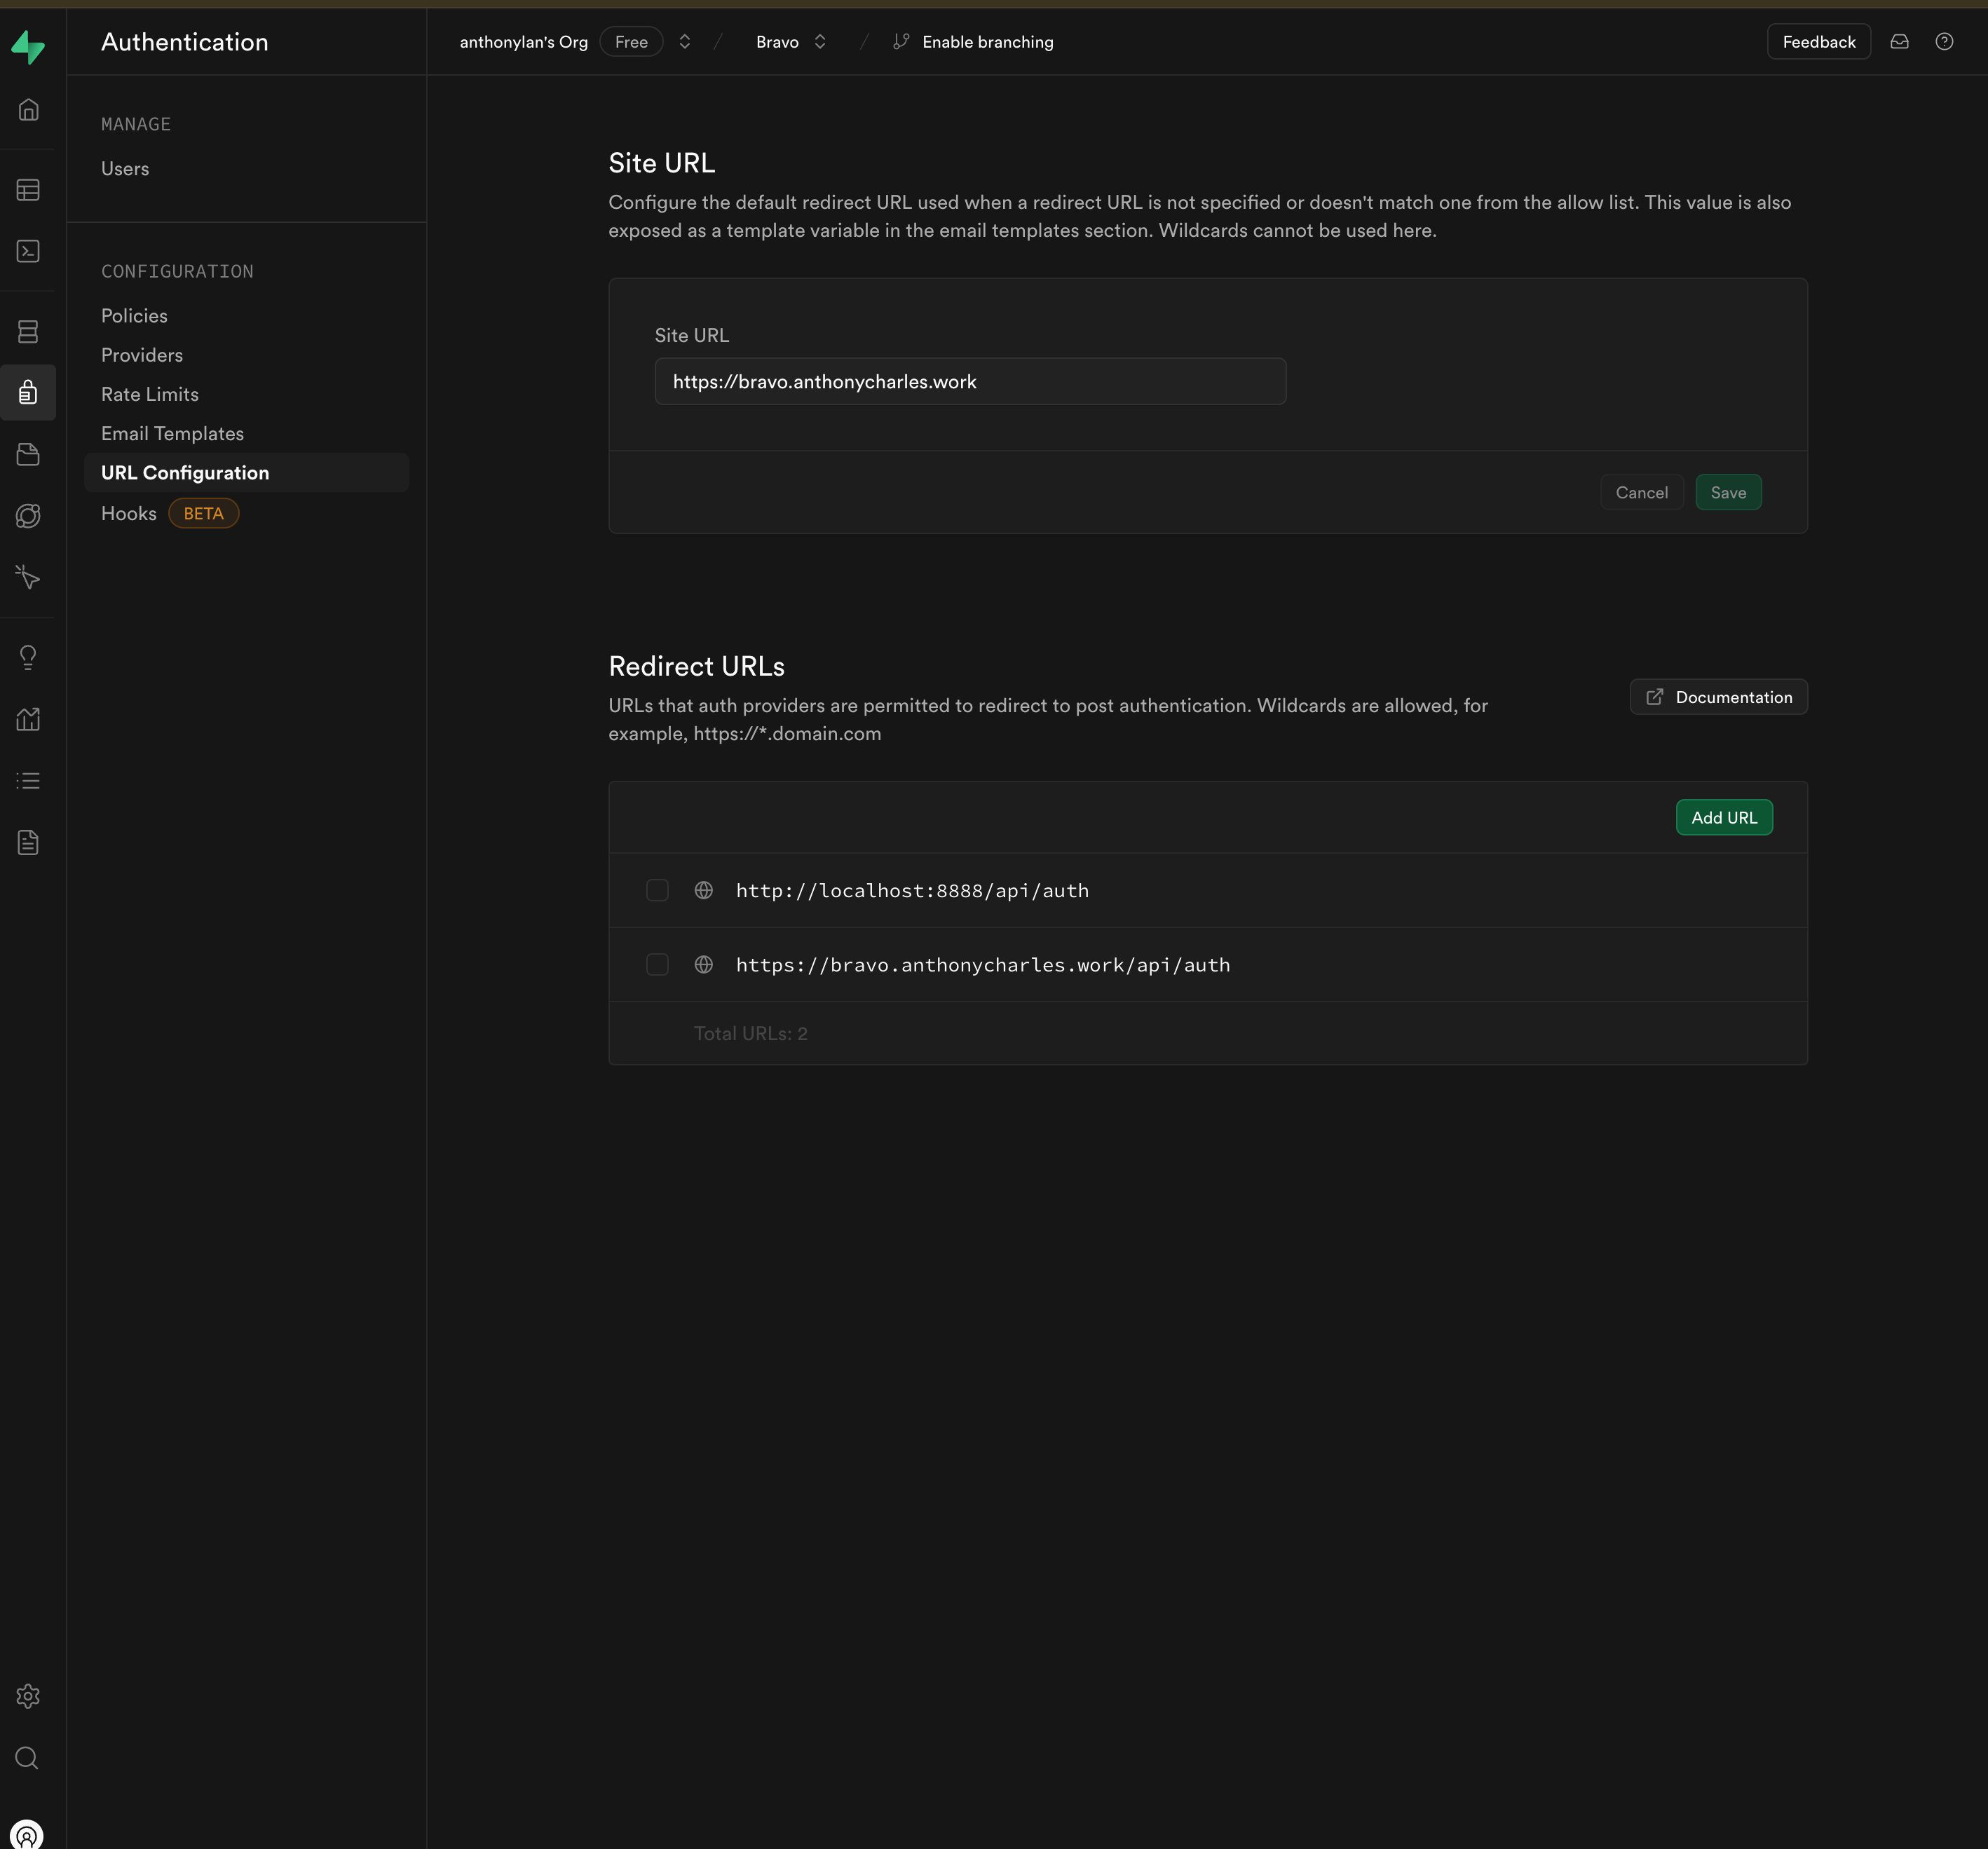 Authentication
anthonylan's Org Free / Bravo / Enable branching
Feedback
MANAGE
Users
CONFIGURATION
Policies
Providers
Rate Limits
Email Templates
URL Configuration
Hooks BETA
Site URL
Configure the default redirect URL used when a redirect URL is not specified or doesn't match one from the allow list. This value is also
exposed as a template variable in the email templates section. Wildcards cannot be used here.
Site URL
https://bravo.anthonycharles.work
Cancel Save
Redirect URLs
URLs that auth providers are permitted to redirect to post authentication. Wildcards are allowed, for
example, https://*.domain.com
Documentation
Add URL
http://localhost:8888/api/auth
https://bravo.anthonycharles.work/api/auth
Total URLs: 2